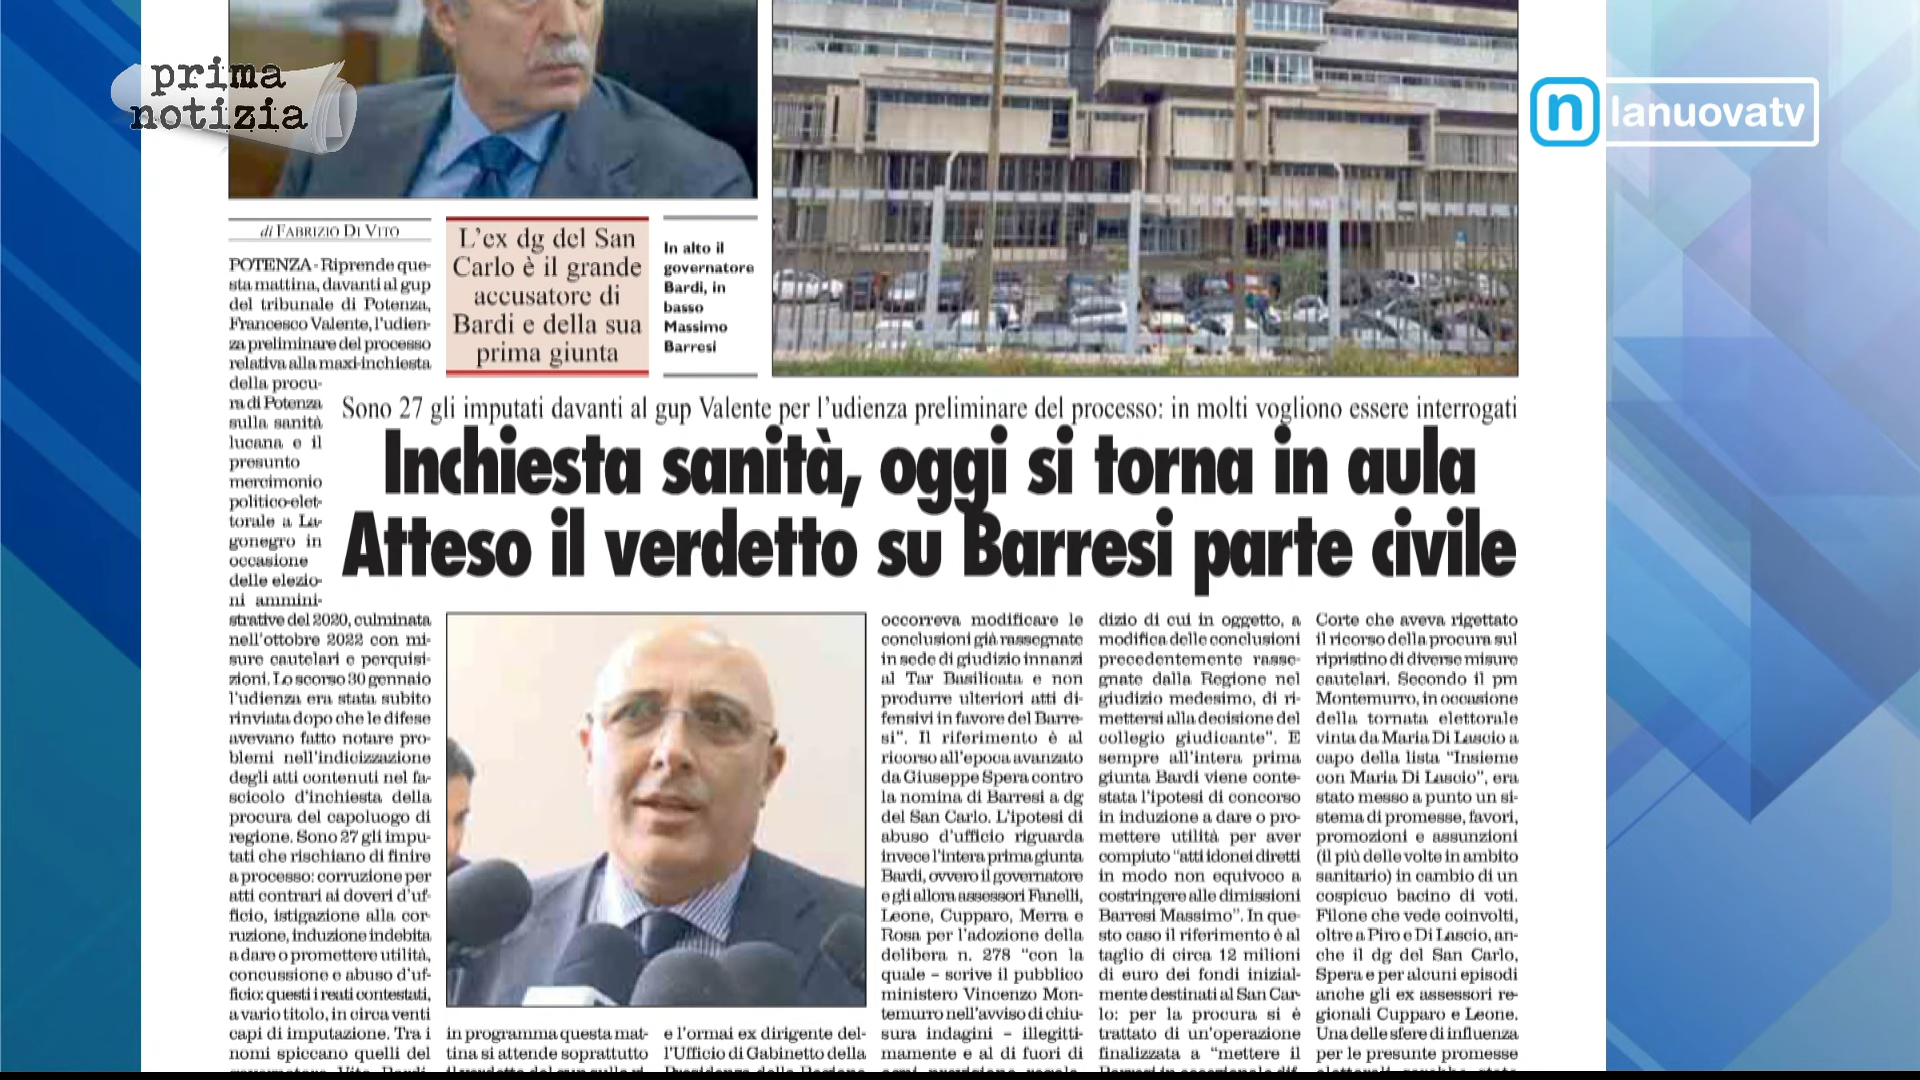 prima
notizia
n lanuovatv
di FABRIZIO DI VITO
POTENZA - Riprende que-
sta mattina, davanti al gup
del tribunale di Potenza,
Francesco Valente, l'udien-
za preliminare del processo
relativa alla maxi-inchiesta
della procu-
ra di Potenza
sulla sanità
lucana e il
presunto
mercimonio
politico-elet-
torale a La-
gonegro in
occasione
delle elezio-
ni ammini-
strative del 2020, culminata
nell'ottobre 2022 con mi-
sure cautelari e perquisi-
zioni. Lo scorso 30 gennaio
l'udienza era stata subito
rinviata dopo che le difese
avevano fatto notare pro-
blemi nell'indicizzazione
degli atti contenuti nel fa-
scicolo d'inchiesta della
procura del capoluogo di
regione. Sono 27 gli impu-
tati che rischiano di finire
a processo: corruzione per
atti contrari ai doveri d'uf-
ficio, istigazione alla cor-
ruzione, induzione indebita
a dare o promettere utilità,
concussione e abuso d'uf-
ficio: questi i reati contestati,
a vario titolo, in circa venti
capi di imputazione. Tra i
nomi spiccano quelli del
L'ex dg del San
Carlo è il grande
accusatore di
Bardi e della sua
prima giunta
In alto il
governatore
Bardi, in
basso
Massimo
Barresi
Sono 27 gli imputati davanti al gup Valente per l'udienza preliminare del processo: in molti vogliono essere interrogati
Inchiesta sanità, oggi si torna in aula
Atteso il verdetto su Barresi parte civile
in programma questa mat-
tina si attende soprattutto
e l'ormai ex dirigente del-
l'Ufficio di Gabinetto della
occorreva modificare le
conclusioni già rassegnate
in sede di giudizio innanzi
al Tar Basilicata e non
produrre ulteriori atti di-
fensivi in favore del Barre-
si". Il riferimento è al
ricorso all'epoca avanzato
da Giuseppe Spera contro
la nomina di Barresi a dg
del San Carlo. L'ipotesi di
abuso d'ufficio riguarda
invece l'intera prima giunta
Bardi, ovvero il governatore
e gli allora assessori Fanelli,
Leone, Cupparo, Merra e
Rosa per l'adozione della
delibera n. 278 "con la
quale – scrive il pubblico
ministero Vincenzo Mon-
temurro nell'avviso di chiu-
sura indagini – illegitti-
mamente e al di fuori di
dizio di cui in oggetto, a
modifica delle conclusioni
precedentemente rasse-
gnate dalla Regione nel
giudizio medesimo, di ri-
mettersi alla decisione del
collegio giudicante". E
sempre all'intera prima
giunta Bardi viene conte-
stata l'ipotesi di concorso
in induzione a dare o pro-
mettere utilità per aver
compiuto "atti idonei diretti
in modo non equivoco a
costringere alle dimissioni
Barresi Massimo". In que-
sto caso il riferimento è al
taglio di circa 12 milioni
di euro dei fondi inizial-
mente destinati al San Car-
lo: per la procura si è
trattato di un'operazione
finalizzata a "mettere il
Corte che aveva rigettato
il ricorso della procura sul
ripristino di diverse misure
cautelari. Secondo il pm
Montemurro, in occasione
della tornata elettorale
vinta da Maria Di Lascio a
capo della lista "Insieme
con Maria Di Lascio", era
stato messo a punto un si-
stema di promesse, favori,
promozioni e assunzioni
(il più delle volte in ambito
sanitario) in cambio di un
cospicuo bacino di voti.
Filone che vede coinvolti,
oltre a Piro e Di Lascio, an-
che il dg del San Carlo,
Spera e per alcuni episodi
anche gli ex assessori re-
gionali Cupparo e Leone.
Una delle sfere di influenza
per le presunte promesse